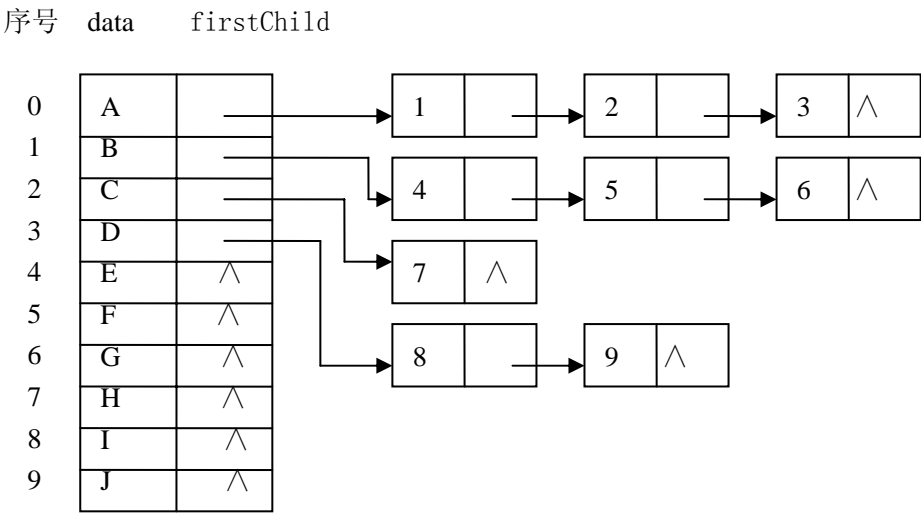 序号 data firstChild
0 A 1 2 3 ∧
1 B
2 C 4 5 6 ∧
3 D
4 E ∧ 7 ∧
5 F ∧
6 G ∧ 8 9 ∧
7 H ∧
8 I ∧
9 J ∧